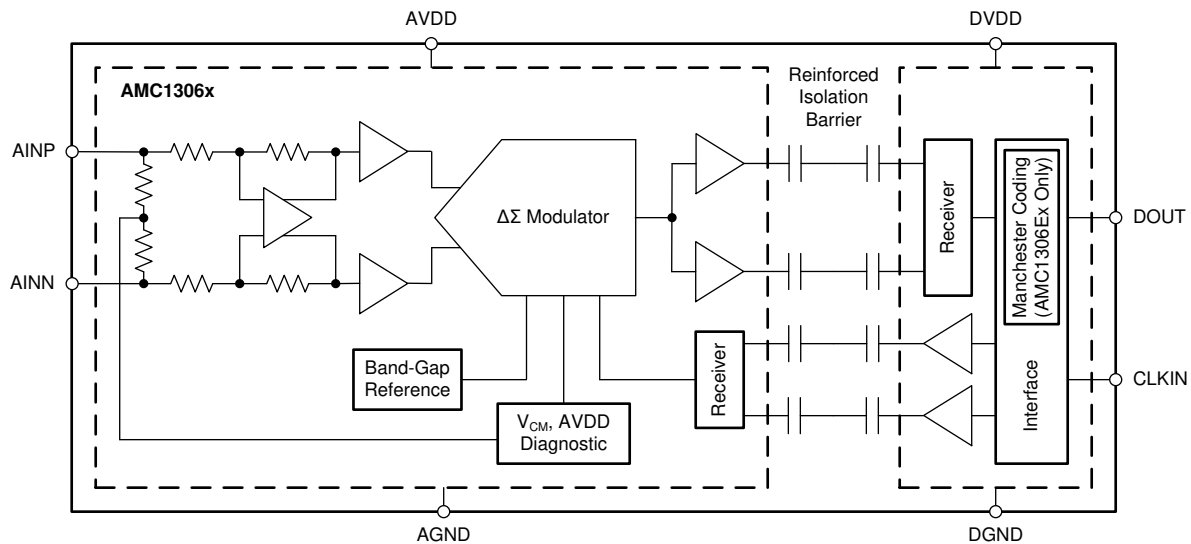 AVDD
DVDD
AMC1306x
Reinforced
Isolation
Barrier
AINP
AINN
ΔΣ Modulator
Receiver
Manchester Coding
(AMC1306Ex Only)
Interface
DOUT
CLKIN
Band-Gap
Reference
Receiver
VCM, AVDD
Diagnostic
AGND
DGND